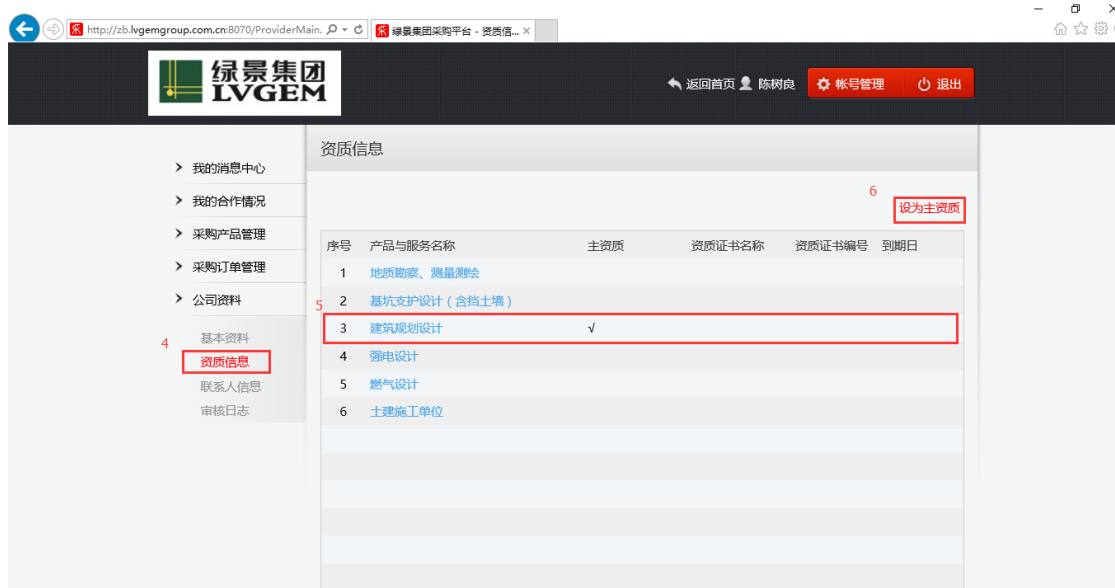 http://zb.lvgemgroup.com.cn:8070/ProviderMain.
绿景集团采购平台 - 资质信...
绿景集团
LVGEM
返回首页 陈树良 帐号管理 退出
资质信息
我的消息中心
我的合作情况
采购产品管理
采购订单管理
公司资料
4
基本资料
资质信息
联系人信息
审核日志
6
设为主资质
序号 产品与服务名称 主资质 资质证书名称 资质证书编号 到期日
1 地质勘察、测量测绘
2 基坑支护设计（含挡土墙）
5
3 建筑规划设计 √
4 强电设计
5 燃气设计
6 土建施工单位